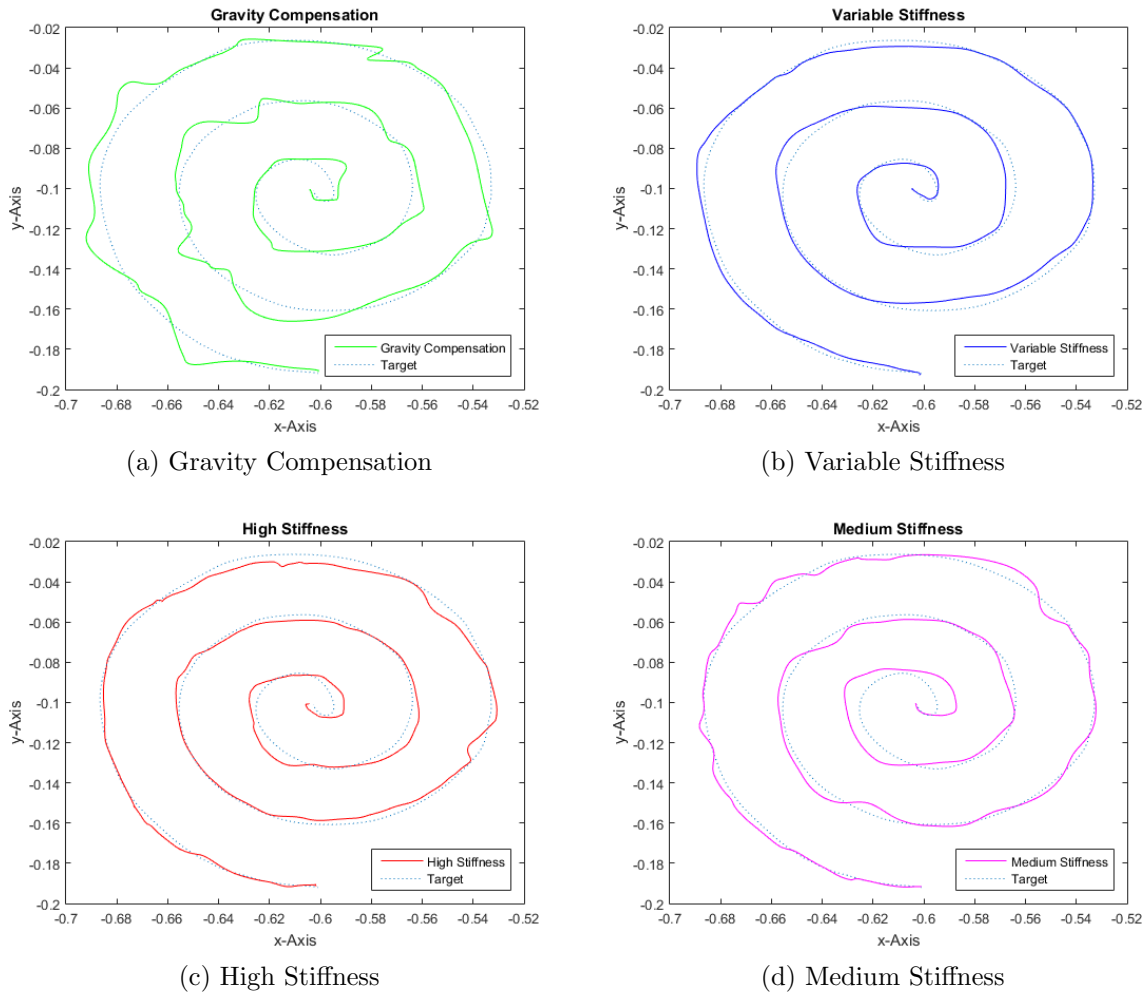 Gravity Compensation
-0.02
-0.04
-0.06
-0.08
-0.1
-0.12
-0.14
-0.16
-0.18
-0.2
y-Axis
-0.7 -0.68 -0.66 -0.64 -0.62 -0.6 -0.58 -0.56 -0.54 -0.52
x-Axis
Gravity Compensation
Target
(a) Gravity Compensation
Variable Stiffness
-0.02
-0.04
-0.06
-0.08
-0.1
-0.12
-0.14
-0.16
-0.18
-0.2
y-Axis
-0.7 -0.68 -0.66 -0.64 -0.62 -0.6 -0.58 -0.56 -0.54 -0.52
x-Axis
Variable Stiffness
Target
(b) Variable Stiffness
High Stiffness
-0.02
-0.04
-0.06
-0.08
-0.1
-0.12
-0.14
-0.16
-0.18
-0.2
y-Axis
-0.7 -0.68 -0.66 -0.64 -0.62 -0.6 -0.58 -0.56 -0.54 -0.52
x-Axis
High Stiffness
Target
(c) High Stiffness
Medium Stiffness
-0.02
-0.04
-0.06
-0.08
-0.1
-0.12
-0.14
-0.16
-0.18
-0.2
y-Axis
-0.7 -0.68 -0.66 -0.64 -0.62 -0.6 -0.58 -0.56 -0.54 -0.52
x-Axis
Medium Stiffness
Target
(d) Medium Stiffness